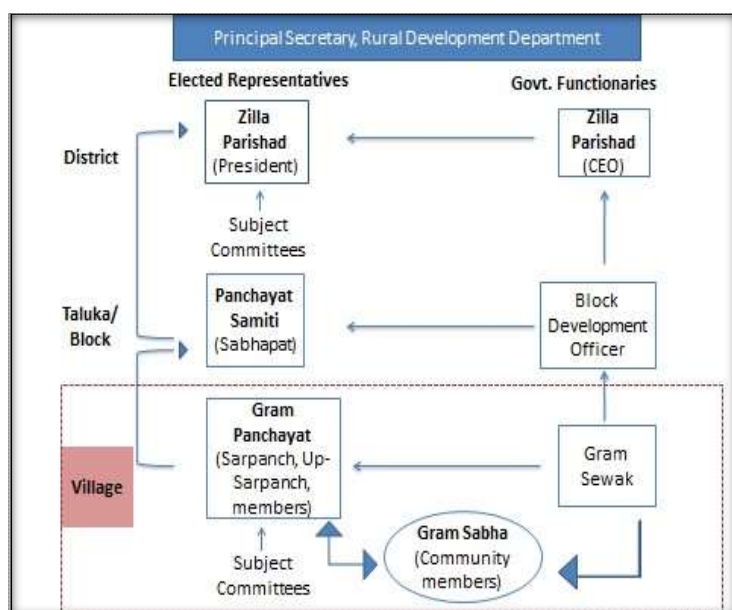 Principal Secretary, Rural Development Department
Elected Representatives
Govt. Functionaries
District
Zilla
Parishad
(President)
Zilla
Parishad
(CEO)
Subject
Committees
Taluka/
Block
Panchayat
Samiti
(Sabhapat)
Block
Development
Officer
Village
Gram
Panchayat
(Sarpanch, Up-
Sarpanch,
members)
Gram
Sewak
Gram Sabha
(Community
members)
Subject
Committees